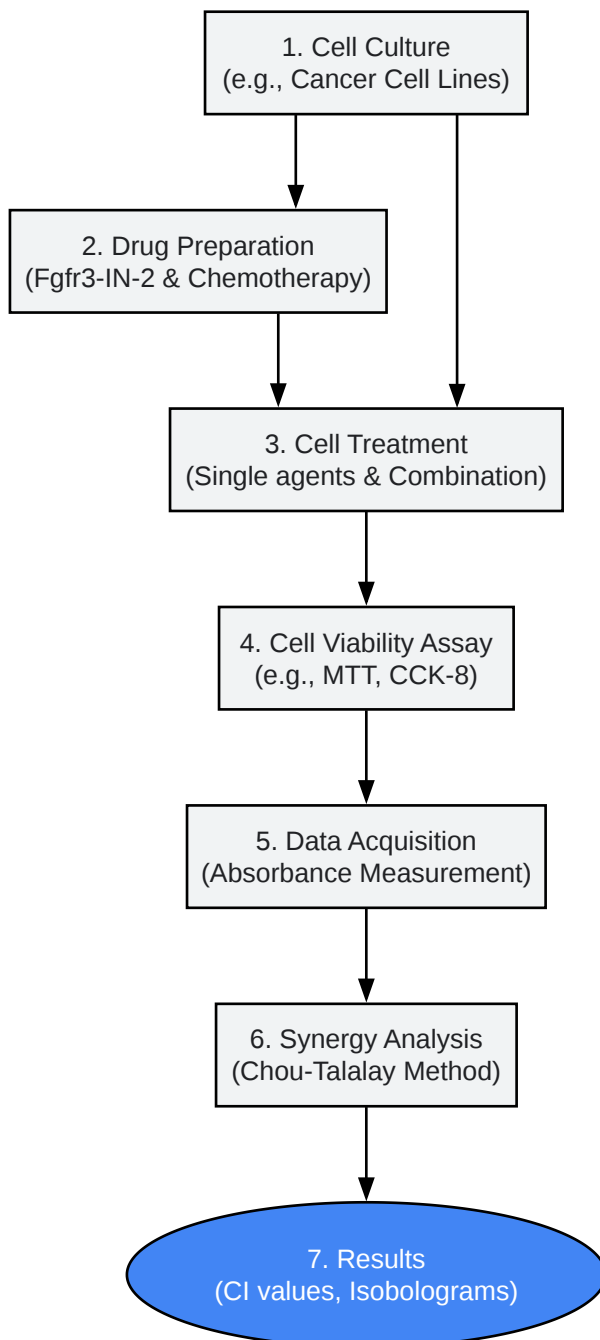 1. Cell Culture
(e.g., Cancer Cell Lines)
2. Drug Preparation
(Fgfr3-IN-2 & Chemotherapy)
3. Cell Treatment
(Single agents & Combination)
4. Cell Viability Assay
(e.g., MTT, CCK-8)
5. Data Acquisition
(Absorbance Measurement)
6. Synergy Analysis
(Chou-Talalay Method)
7. Results
(CI values, Isobolograms)